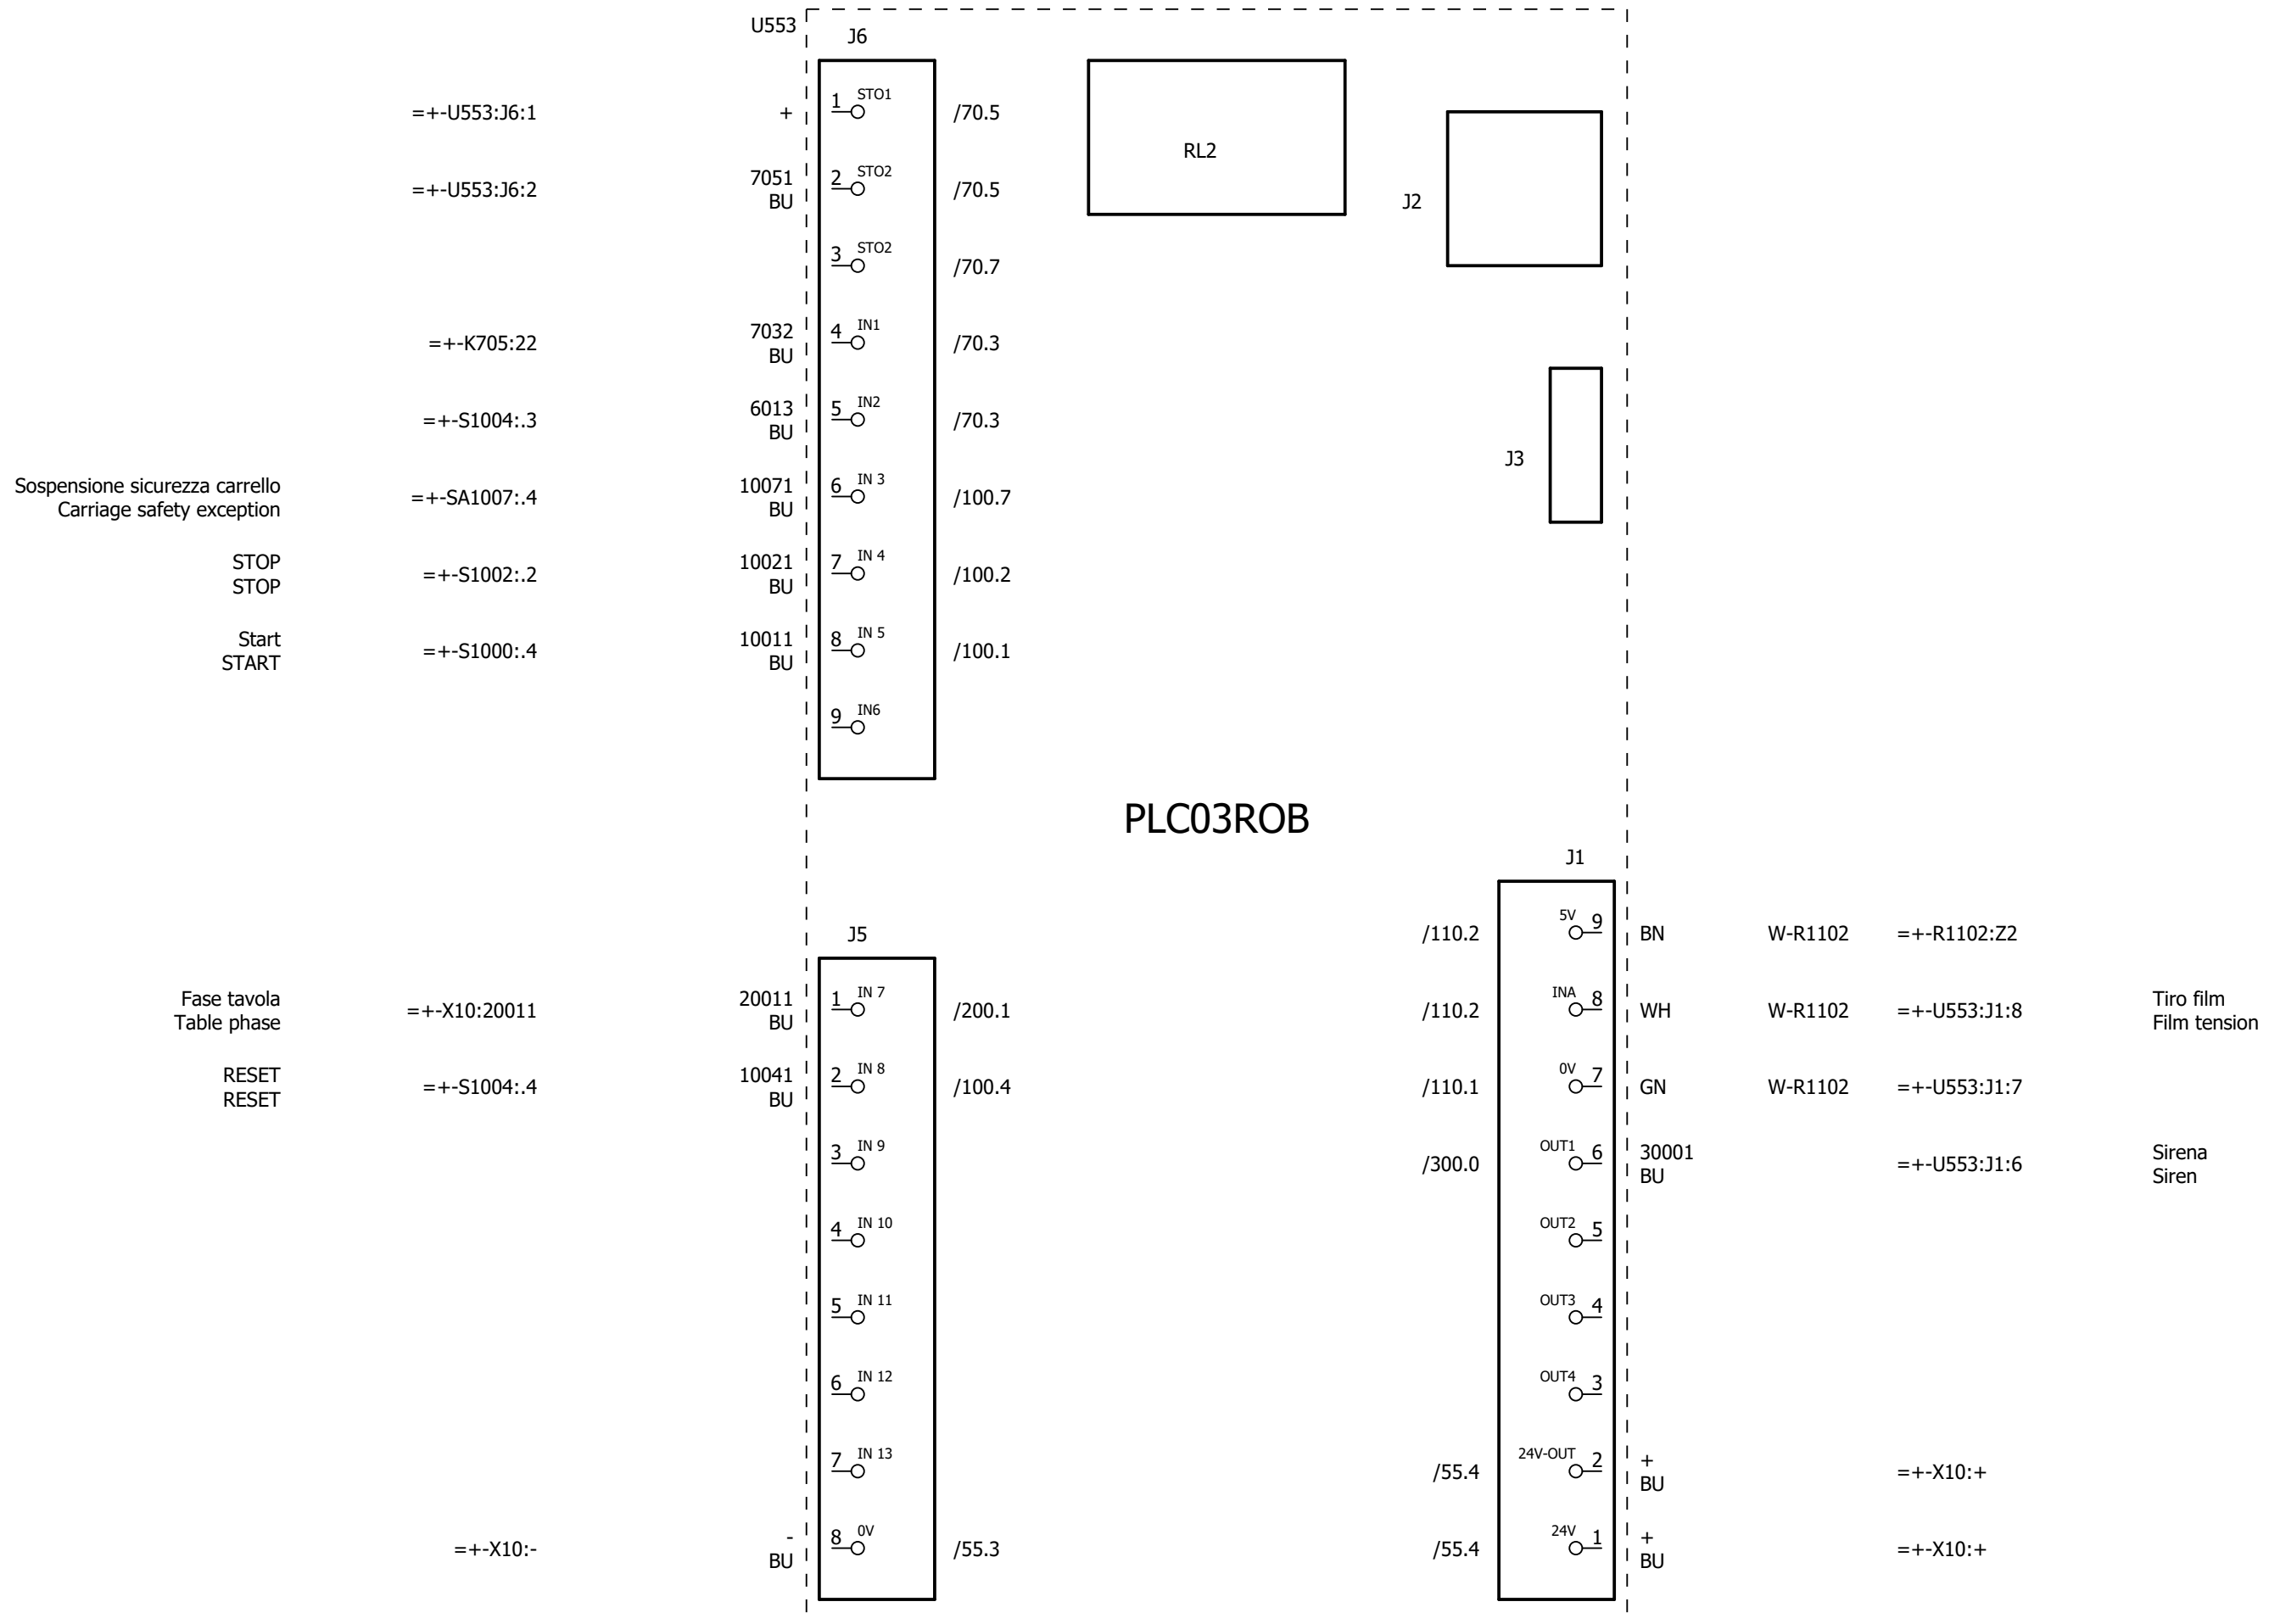 U553
J6
=+-U553:J6:1
+
1 STO1
/70.5
=+-U553:J6:2
7051
BU
2 STO2
/70.5
3 STO2
/70.7
=+-K705:22
7032
BU
4 IN1
/70.3
=+-S1004:.3
6013
BU
5 IN2
/70.3
Sospensione sicurezza carrello
Carriage safety exception
=+-SA1007:.4
10071
BU
6 IN 3
/100.7
STOP
STOP
=+-S1002:.2
10021
BU
7 IN 4
/100.2
Start
START
=+-S1000:.4
10011
BU
8 IN 5
/100.1
9 IN6
RL2
J2
J3
PLC03ROB
J5
Fase tavola
Table phase
=+-X10:20011
20011
BU
1 IN 7
/200.1
RESET
RESET
=+-S1004:.4
10041
BU
2 IN 8
/100.4
3 IN 9
4 IN 10
5 IN 11
6 IN 12
7 IN 13
=+-X10:-
-
BU
8 0V
/55.3
J1
/110.2
5V 9
BN
W-R1102
=+-R1102:Z2
/110.2
INA 8
WH
W-R1102
=+-U553:J1:8
Tiro film
Film tension
/110.1
0V 7
GN
W-R1102
=+-U553:J1:7
/300.0
OUT1 6
30001
BU
=+-U553:J1:6
Sirena
Siren
OUT2 5
OUT3 4
OUT4 3
/55.4
24V-OUT 2
+
BU
=+-X10:+
/55.4
24V 1
+
BU
=+-X10:+